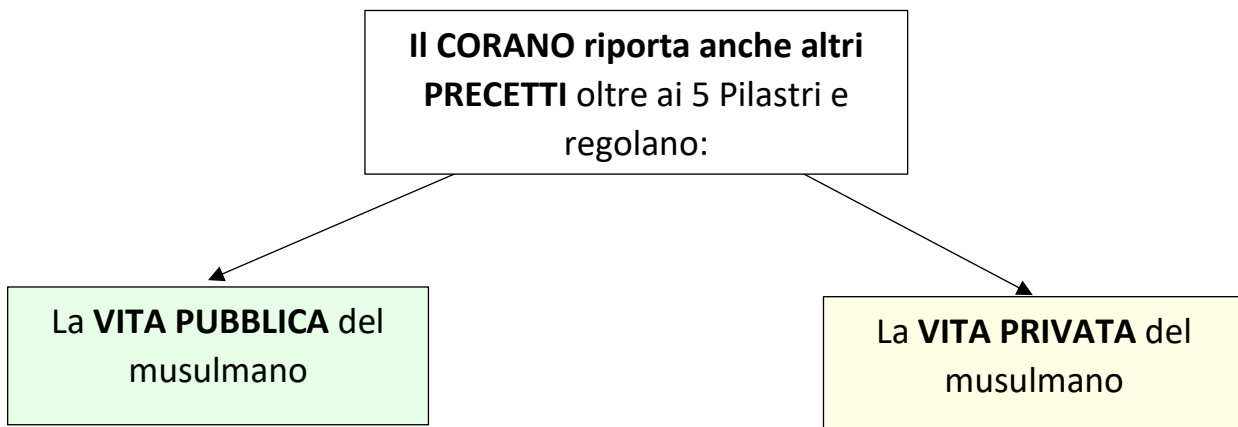 Il CORANO riporta anche altri
PRECETTI oltre ai 5 Pilastri e
regolano:
La VITA PUBBLICA del
musulmano
La VITA PRIVATA del
musulmano